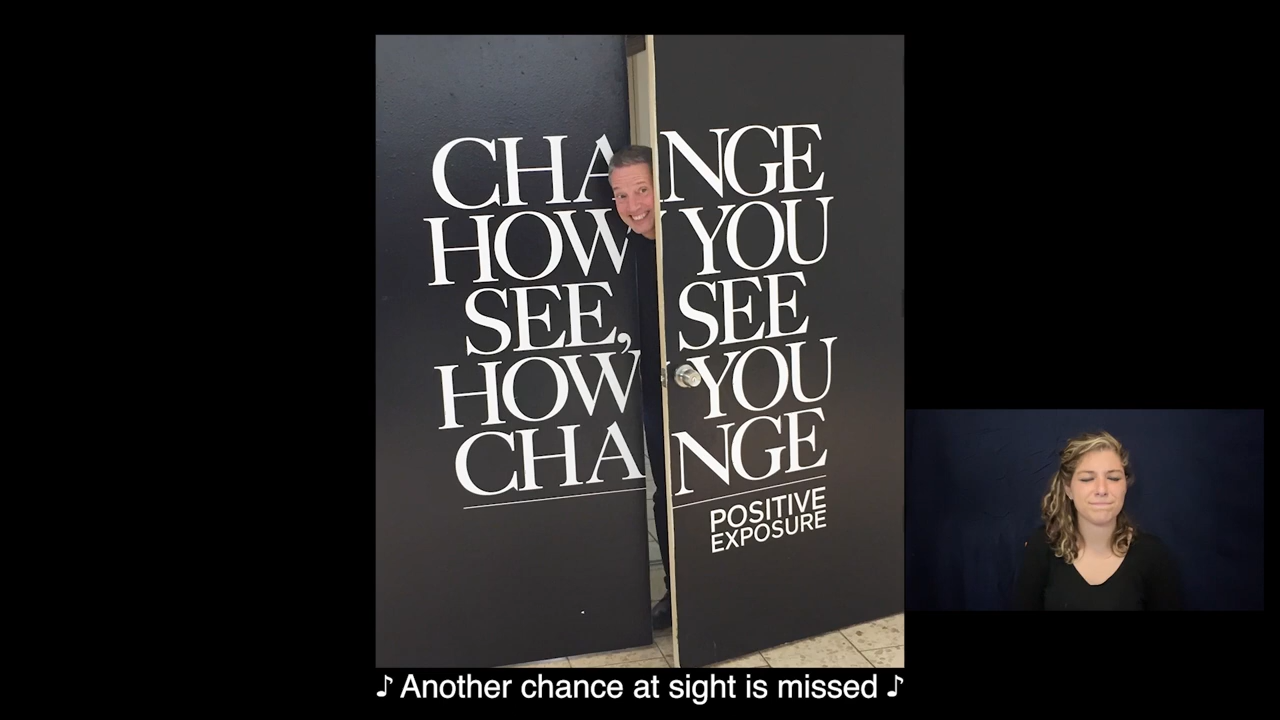 CHANGE
HOW YOU
SEE, SEE
HOW YOU
CHANGE
POSITIVE
EXPOSURE
♪ Another chance at sight is missed ♪